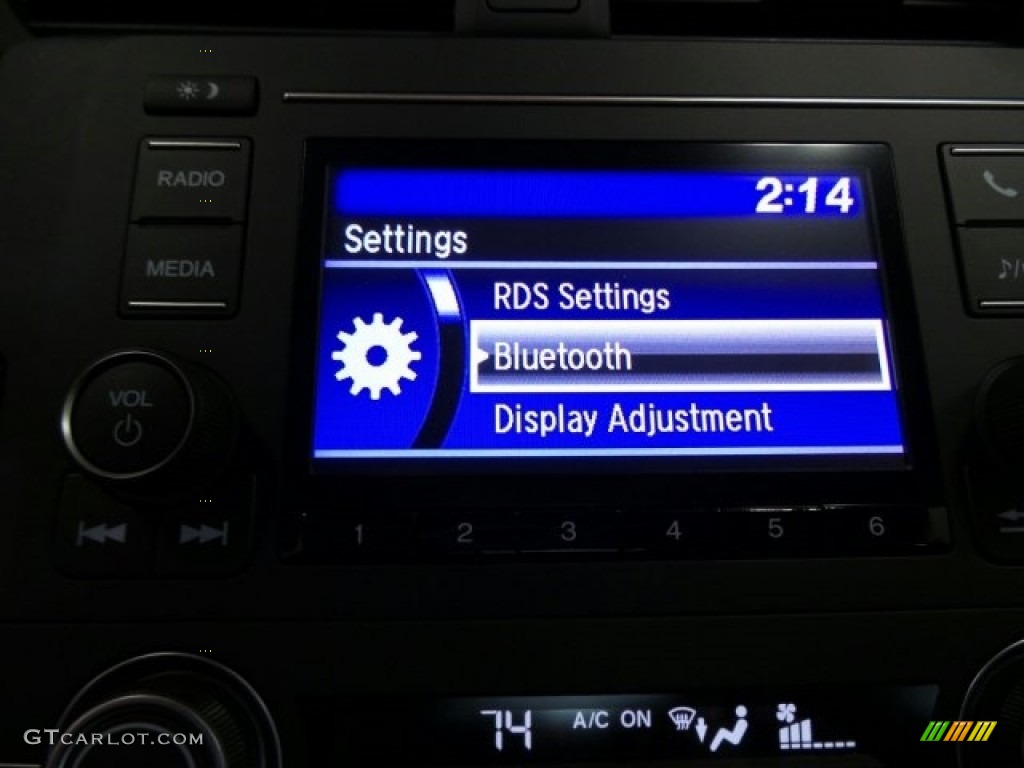 RADIO
2:14
Settings
MEDIA
RDS Settings
Bluetooth
VOL
Display Adjustment
1 2 3 4 5 6
74 A/C ON
GTCARLOT.COM